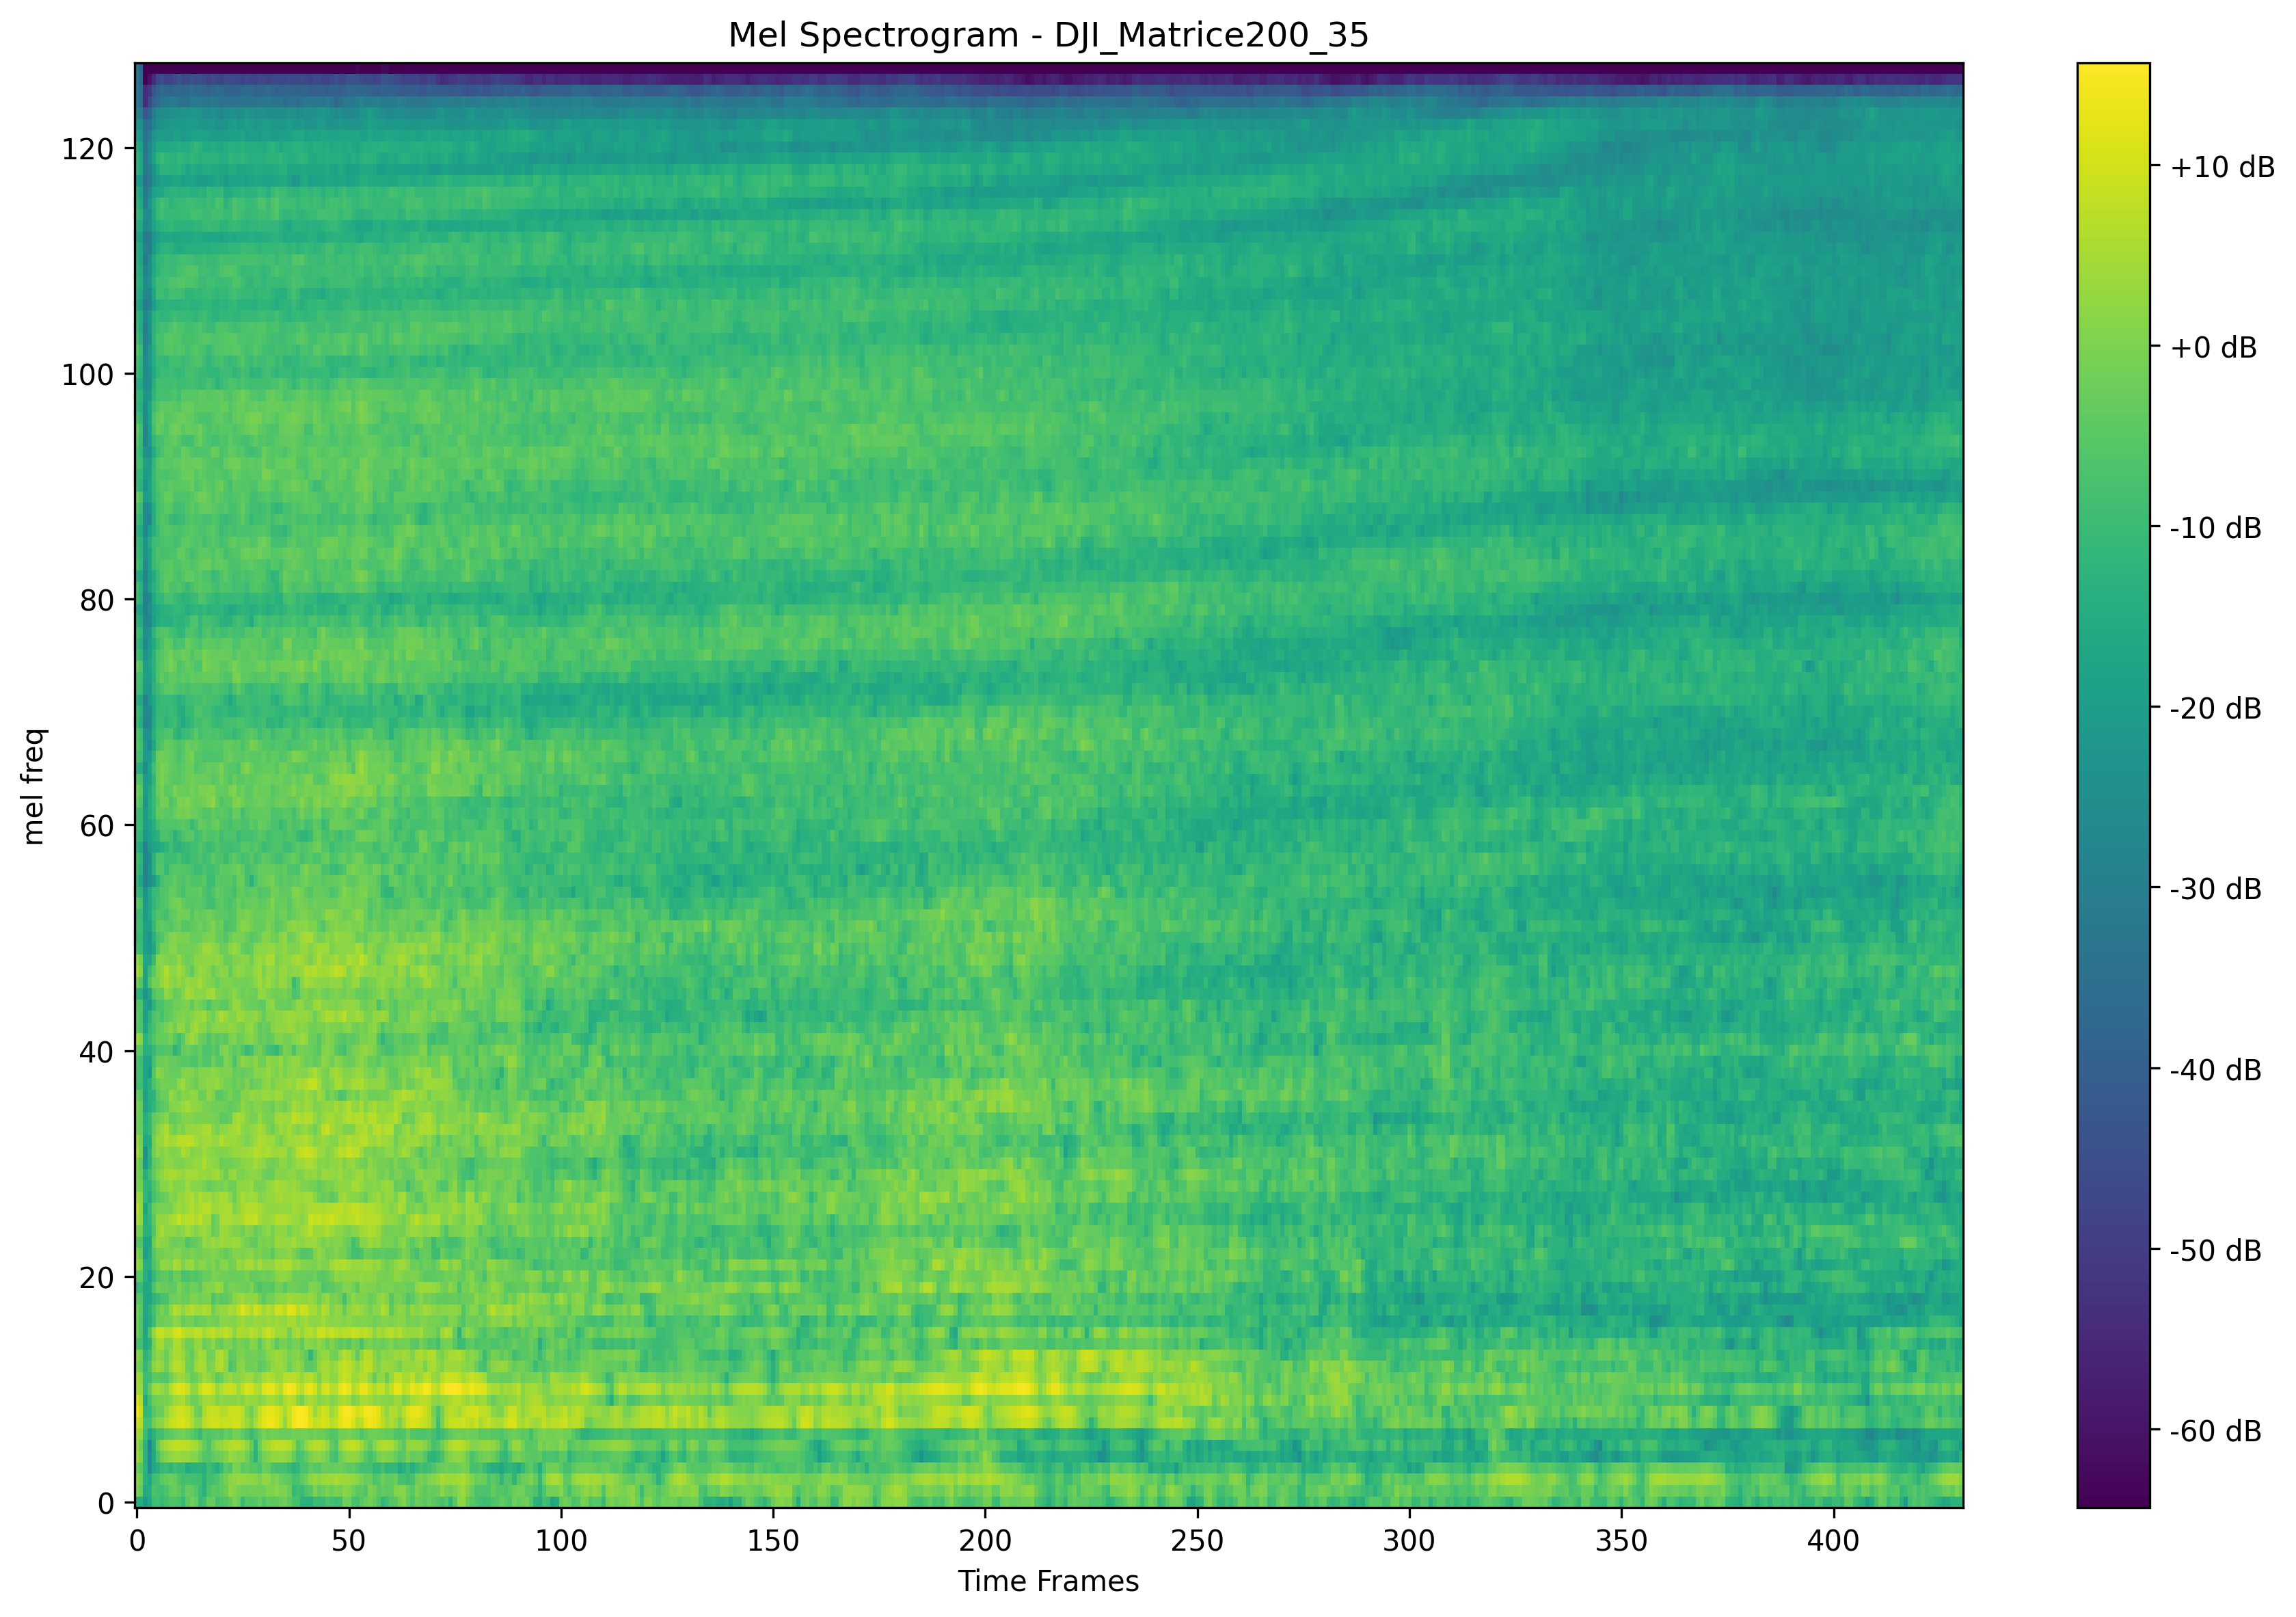 Mel Spectrogram - DJI_Matrice200_35
120
100
80
60
40
20
0
mel freq
0 50 100 150 200 250 300 350 400
Time Frames
+10 dB
+0 dB
-10 dB
-20 dB
-30 dB
-40 dB
-50 dB
-60 dB